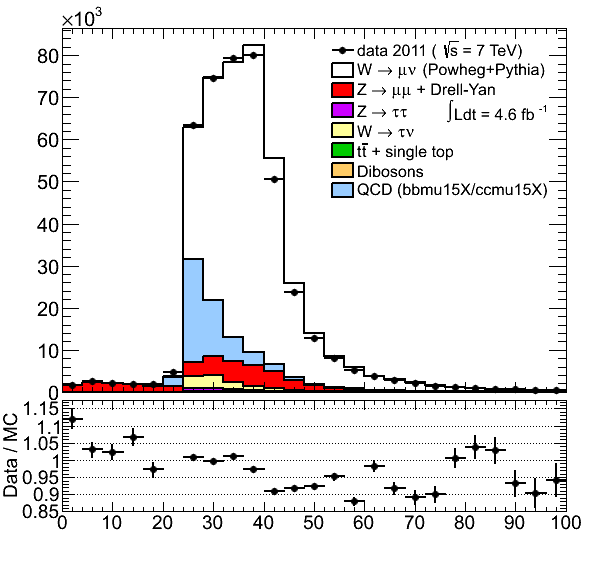 ×10³
80
70
60
50
40
30
20
10
0
data 2011 ( √s = 7 TeV)
W → μν (Powheg+Pythia)
Z → μμ + Drell-Yan
Z → ττ
∫Ldt = 4.6 fb⁻¹
W → τν
tt̄ + single top
Dibosons
QCD (bbmu15X/ccmu15X)
Data / MC
1.15
1.1
1.05
1
0.95
0.9
0.85
0 10 20 30 40 50 60 70 80 90 100